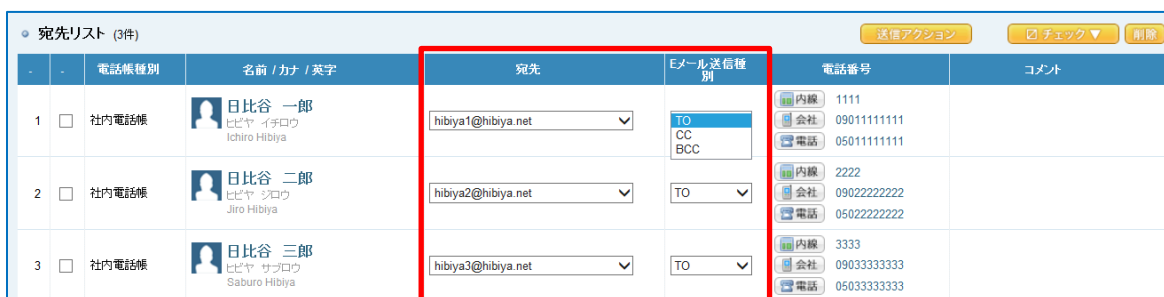 宛先リスト (3件)
送信アクション
チェック▼
削除
- - 電話帳種別 名前 / カナ / 英字 宛先 Eメール送信種別 電話番号 コメント
1 社内電話帳
日比谷 一郎
ヒビヤ イチロウ
Ichiro Hibiya
hibiya1@hibiya.net
TO
CC
BCC
内線 1111
会社 09011111111
電話 05011111111
2 社内電話帳
日比谷 二郎
ヒビヤ ジロウ
Jiro Hibiya
hibiya2@hibiya.net
TO
内線 2222
会社 09022222222
電話 05022222222
3 社内電話帳
日比谷 三郎
ヒビヤ サブロウ
Saburo Hibiya
hibiya3@hibiya.net
TO
内線 3333
会社 09033333333
電話 05033333333